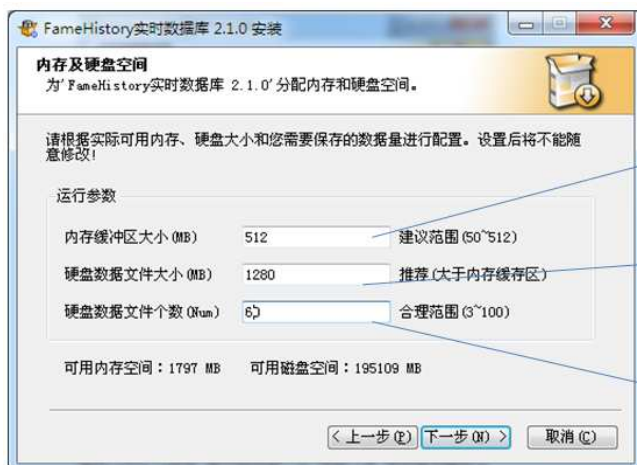 FameHistory实时数据库 2.1.0 安装
内存及硬盘空间
为'FameHistory实时数据库 2.1.0'分配内存和硬盘空间。
请根据实际可用内存、硬盘大小和您需要保存的数据量进行配置。设置后将不能随
意修改!
运行参数
内存缓冲区大小(MB) 512 建议范围(50~512)
硬盘数据文件大小(MB) 1280 推荐(大于内存缓存区)
硬盘数据文件个数(Num) 合理范围(3~100)
可用内存空间：1797 MB 可用磁盘空间：195109 MB
< 上一步(P) 下一步(N) > 取消(C)